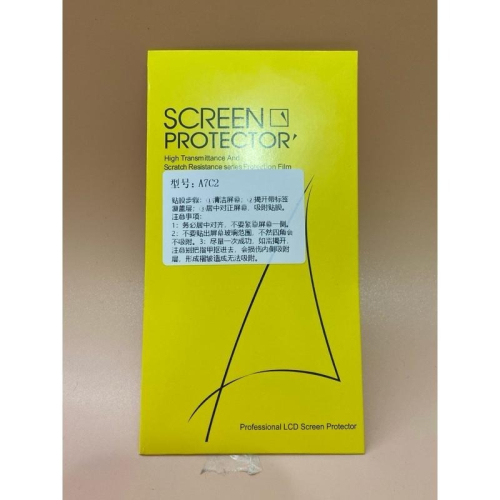 SCREEN
PROTECTOR
High Transmittance And
Scratch Resistance series Protection Film
型号：A7C2
贴膜步骤：1清洁屏幕，2揭开带标签
源盖层，3居中对正屏幕，吸附贴膜。
注意事项：
1：务必居中对齐，不要紧靠屏幕一侧。
2：不要贴出屏幕玻璃范围，不然四角会
不吸附。3：尽量一次成功，如需揭开，
注意别把指甲抠进去，会损伤内侧吸附
层，形成褶皱造成无法吸附。
Professional LCD Screen Protector